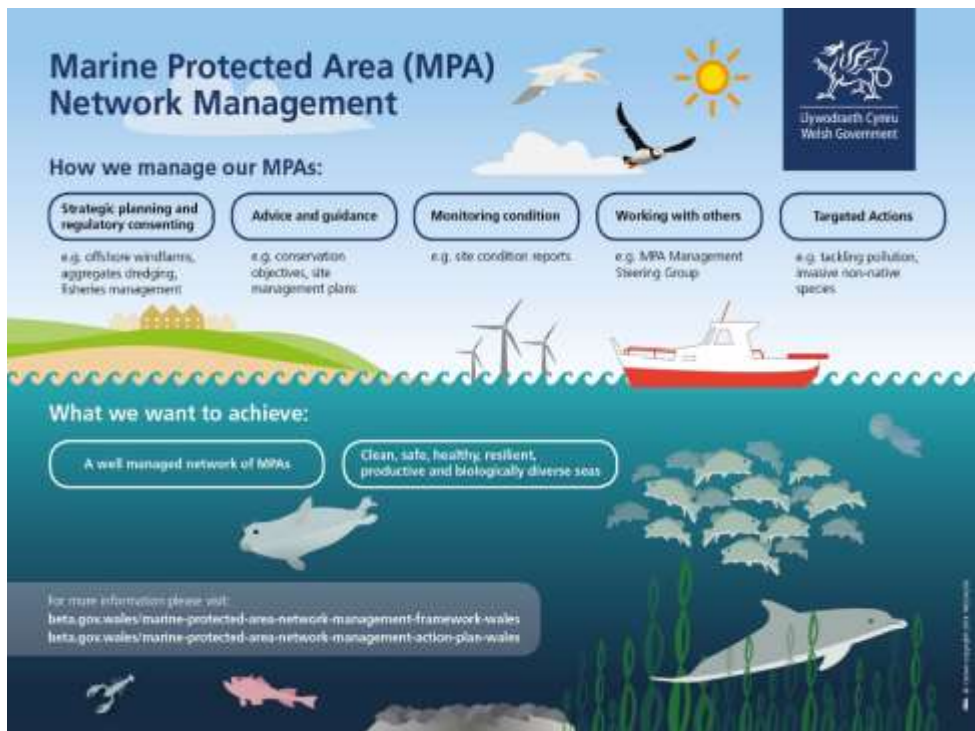 Marine Protected Area (MPA)
Network Management
Llywodraeth Cymru
Welsh Government
How we manage our MPAs:
Strategic planning and
regulatory consenting
e.g. offshore windfarms,
aggregates dredging,
fisheries management
Advice and guidance
e.g. conservation
objectives, site
management plans
Monitoring condition
e.g. site condition reports
Working with others
e.g. MPA Management
Steering Group
Targeted Actions
e.g. tackling pollution,
invasive non-native
species
What we want to achieve:
A well managed network of MPAs
Clean, safe, healthy, resilient,
productive and biologically diverse seas
For more information please visit:
beta.gov.wales/marine-protected-area-network-management-framework-wales
beta.gov.wales/marine-protected-area-network-management-action-plan-wales